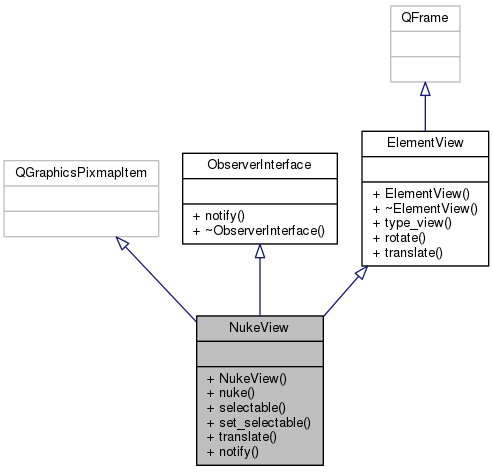 QFrame
ElementView
+ ElementView()
+ ~ElementView()
+ type_view()
+ rotate()
+ translate()
ObserverInterface
+ notify()
+ ~ObserverInterface()
QGraphicsPixmapItem
NukeView
+ NukeView()
+ nuke()
+ selectable()
+ set_selectable()
+ translate()
+ notify()